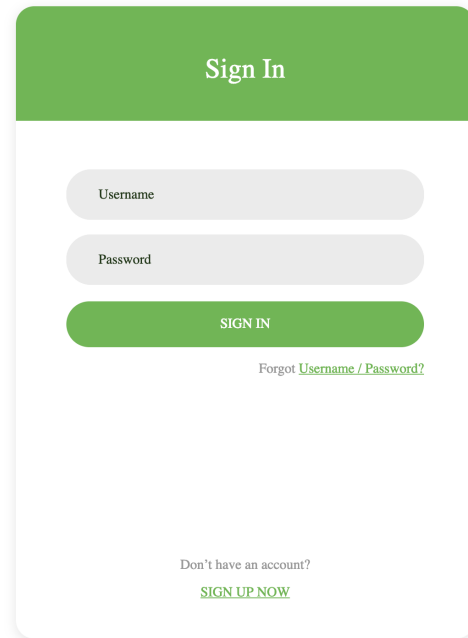 Sign In
Username
Password
SIGN IN
Forgot Username / Password?
Don’t have an account?
SIGN UP NOW